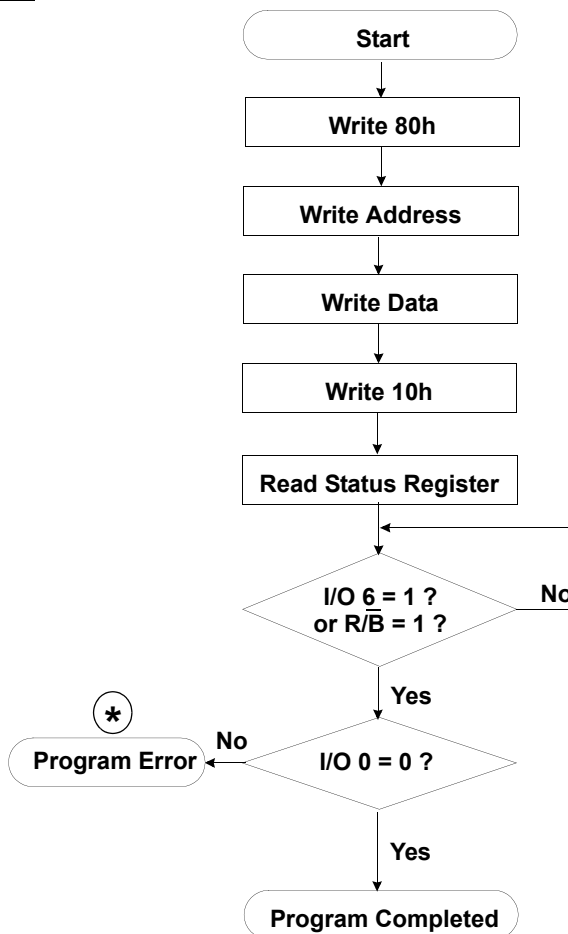 Start
Write 80h
Write Address
Write Data
Write 10h
Read Status Register
I/O 6 = 1 ?
or R/B̅ = 1 ?
No
Yes
*
Program Error
No
I/O 0 = 0 ?
Yes
Program Completed